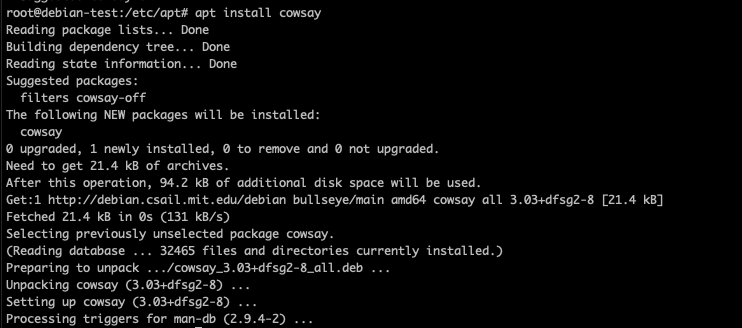 root@debian-test:/etc/apt# apt install cowsay
Reading package lists... Done
Building dependency tree... Done
Reading state information... Done
Suggested packages:
  filters cowsay-off
The following NEW packages will be installed:
  cowsay
0 upgraded, 1 newly installed, 0 to remove and 0 not upgraded.
Need to get 21.4 kB of archives.
After this operation, 94.2 kB of additional disk space will be used.
Get:1 http://debian.csail.mit.edu/debian bullseye/main amd64 cowsay all 3.03+dfsg2-8 [21.4 kB]
Fetched 21.4 kB in 0s (131 kB/s)
Selecting previously unselected package cowsay.
(Reading database ... 32465 files and directories currently installed.)
Preparing to unpack .../cowsay_3.03+dfsg2-8_all.deb ...
Unpacking cowsay (3.03+dfsg2-8) ...
Setting up cowsay (3.03+dfsg2-8) ...
Processing triggers for man-db (2.9.4-2) ...